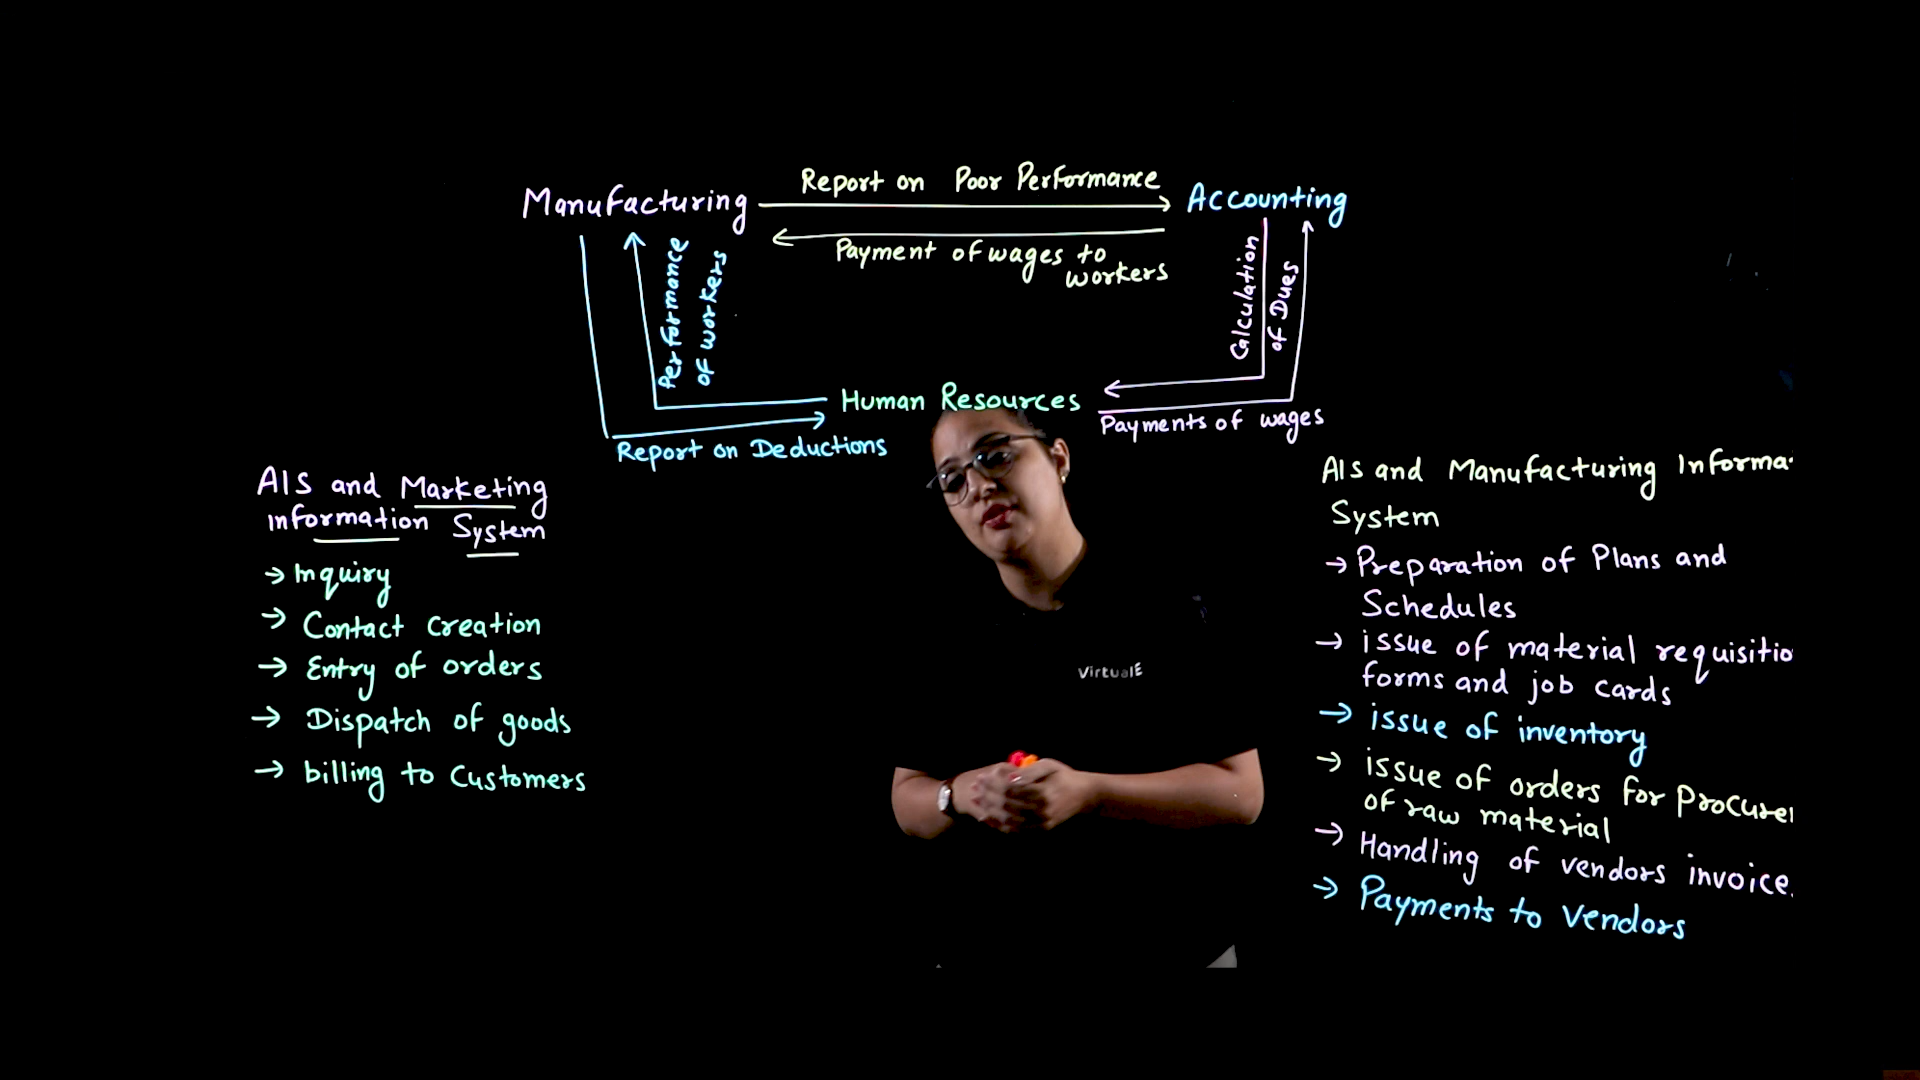 Report on Poor Performance
Manufacturing
Accounting
Payment of wages to
workers
Performance
of workers
Calculation
of Dues
Human Resources
Payments of wages
Report on Deductions
AIS and Marketing
Information System
→ Inquiry
→ Contact creation
→ Entry of orders
→ Dispatch of goods
→ billing to Customers
AIS and Manufacturing Informa
System
→ Preparation of Plans and
Schedules
→ issue of material requisitio
forms and job cards
→ issue of inventory
→ issue of orders for Procure
of raw material
→ Handling of vendors invoice
→ Payments to Vendors
VirtualE